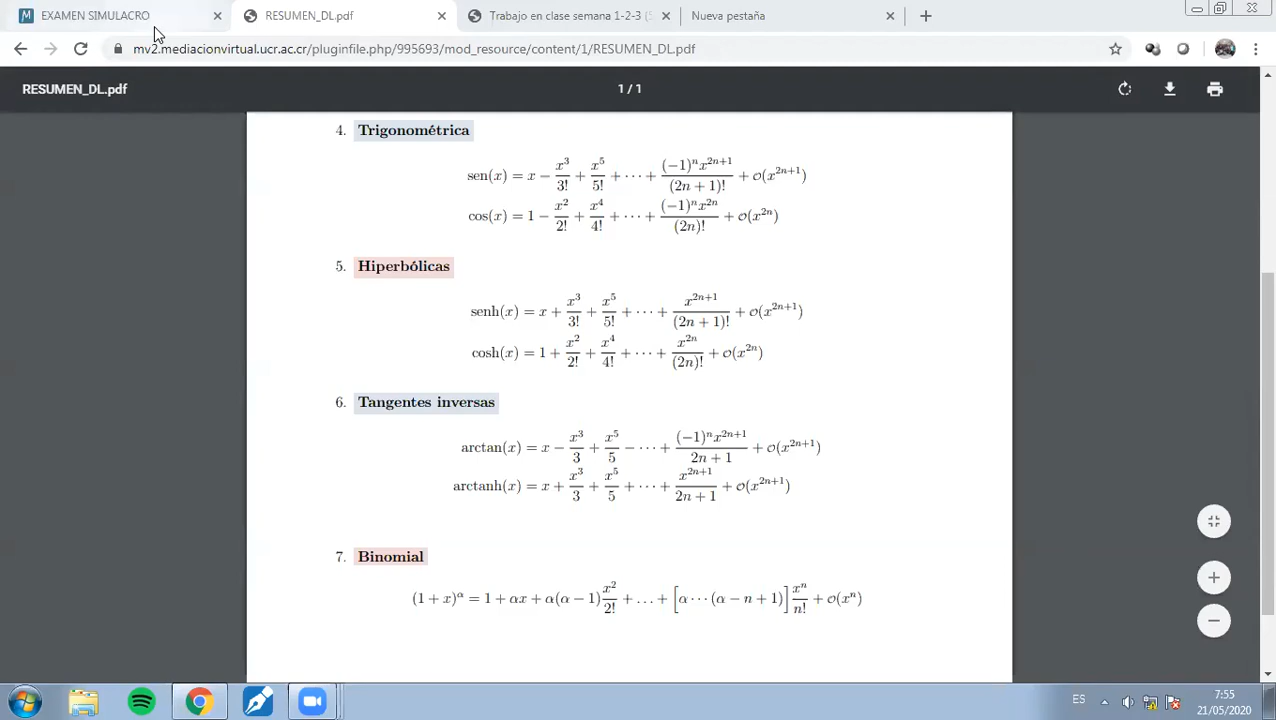 EXAMEN SIMULACRO
RESUMEN_DL.pdf
Trabajo en clase semana 1-2-3 (
Nueva pestaña
mv2.mediacionvirtual.ucr.ac.cr/pluginfile.php/995693/mod_resource/content/1/RESUMEN_DL.pdf
RESUMEN_DL.pdf
1 / 1
4. Trigonométrica
sen(x) = x − x³/3! + x⁵/5! + ··· + (−1)ⁿx²ⁿ⁺¹/(2n + 1)! + o(x²ⁿ⁺¹)
cos(x) = 1 − x²/2! + x⁴/4! + ··· + (−1)ⁿx²ⁿ/(2n)! + o(x²ⁿ)
5. Hiperbólicas
senh(x) = x + x³/3! + x⁵/5! + ··· + x²ⁿ⁺¹/(2n + 1)! + o(x²ⁿ⁺¹)
cosh(x) = 1 + x²/2! + x⁴/4! + ··· + x²ⁿ/(2n)! + o(x²ⁿ)
6. Tangentes inversas
arctan(x) = x − x³/3 + x⁵/5 − ··· + (−1)ⁿx²ⁿ⁺¹/2n + 1 + o(x²ⁿ⁺¹)
arctanh(x) = x + x³/3 + x⁵/5 + ··· + x²ⁿ⁺¹/2n + 1 + o(x²ⁿ⁺¹)
7. Binomial
(1 + x)^α = 1 + αx + α(α − 1)x²/2! + ... + [α ··· (α − n + 1)]xⁿ/n! + o(xⁿ)
ES
7:55
21/05/2020